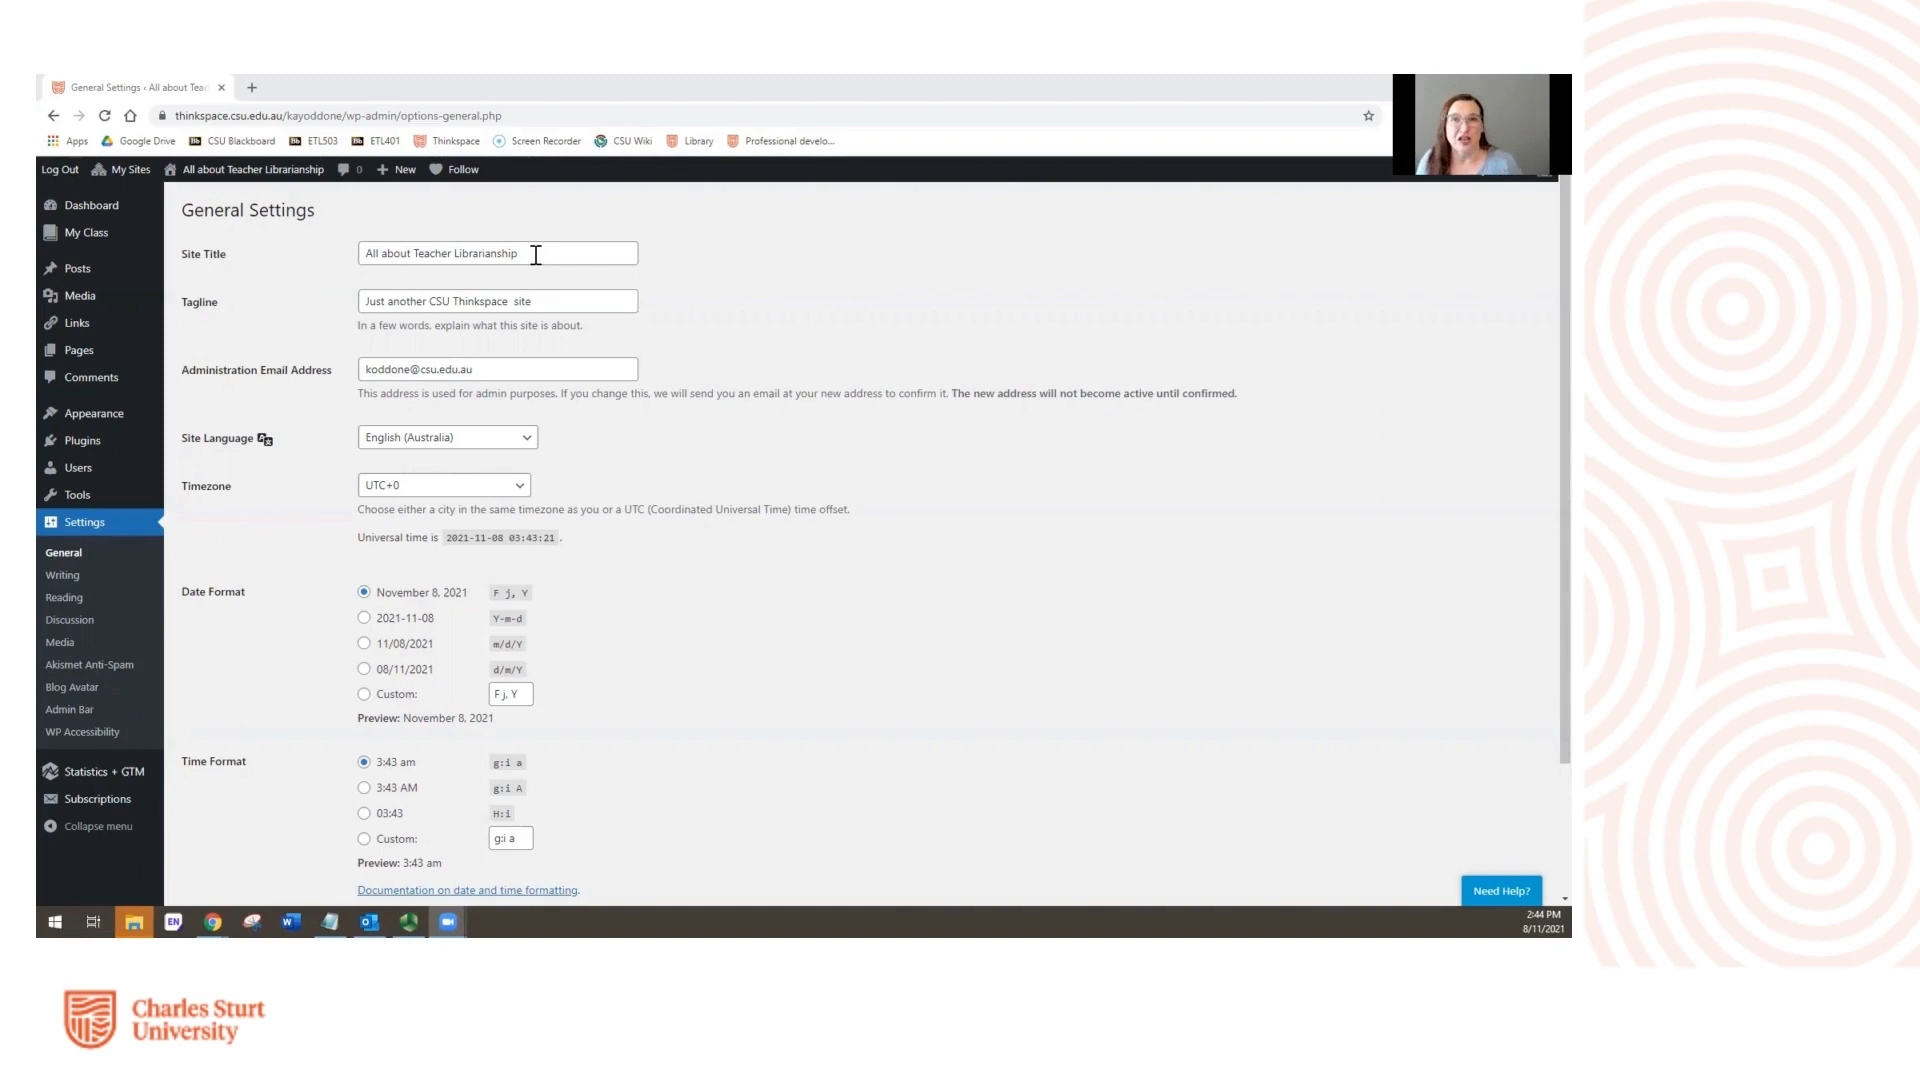 General Settings ‹ All about Teac
thinkspace.csu.edu.au/kayoddone/wp-admin/options-general.php
Apps Google Drive Bb CSU Blackboard Bb ETL503 Bb ETL401 Thinkspace Screen Recorder CSU Wiki Library Professional develo...
Log Out My Sites All about Teacher Librarianship 0 + New Follow
Dashboard
My Class
Posts
Media
Links
Pages
Comments
Appearance
Plugins
Users
Tools
Settings
General
Writing
Reading
Discussion
Media
Akismet Anti-Spam
Blog Avatar
Admin Bar
WP Accessibility
Statistics + GTM
Subscriptions
Collapse menu
General Settings
Site Title All about Teacher Librarianship
Tagline Just another CSU Thinkspace site
In a few words, explain what this site is about.
Administration Email Address koddone@csu.edu.au
This address is used for admin purposes. If you change this, we will send you an email at your new address to confirm it. The new address will not become active until confirmed.
Site Language English (Australia)
Timezone UTC+0
Choose either a city in the same timezone as you or a UTC (Coordinated Universal Time) time offset.
Universal time is 2021-11-08 03:43:21 .
Date Format November 8, 2021 F j, Y
2021-11-08 Y-m-d
11/08/2021 m/d/Y
08/11/2021 d/m/Y
Custom: F j, Y
Preview: November 8, 2021
Time Format 3:43 am g:i a
3:43 AM g:i A
03:43 H:i
Custom: g:i a
Preview: 3:43 am
Documentation on date and time formatting.
Need Help?
EN
2:44 PM
8/11/2021
Charles Sturt
University